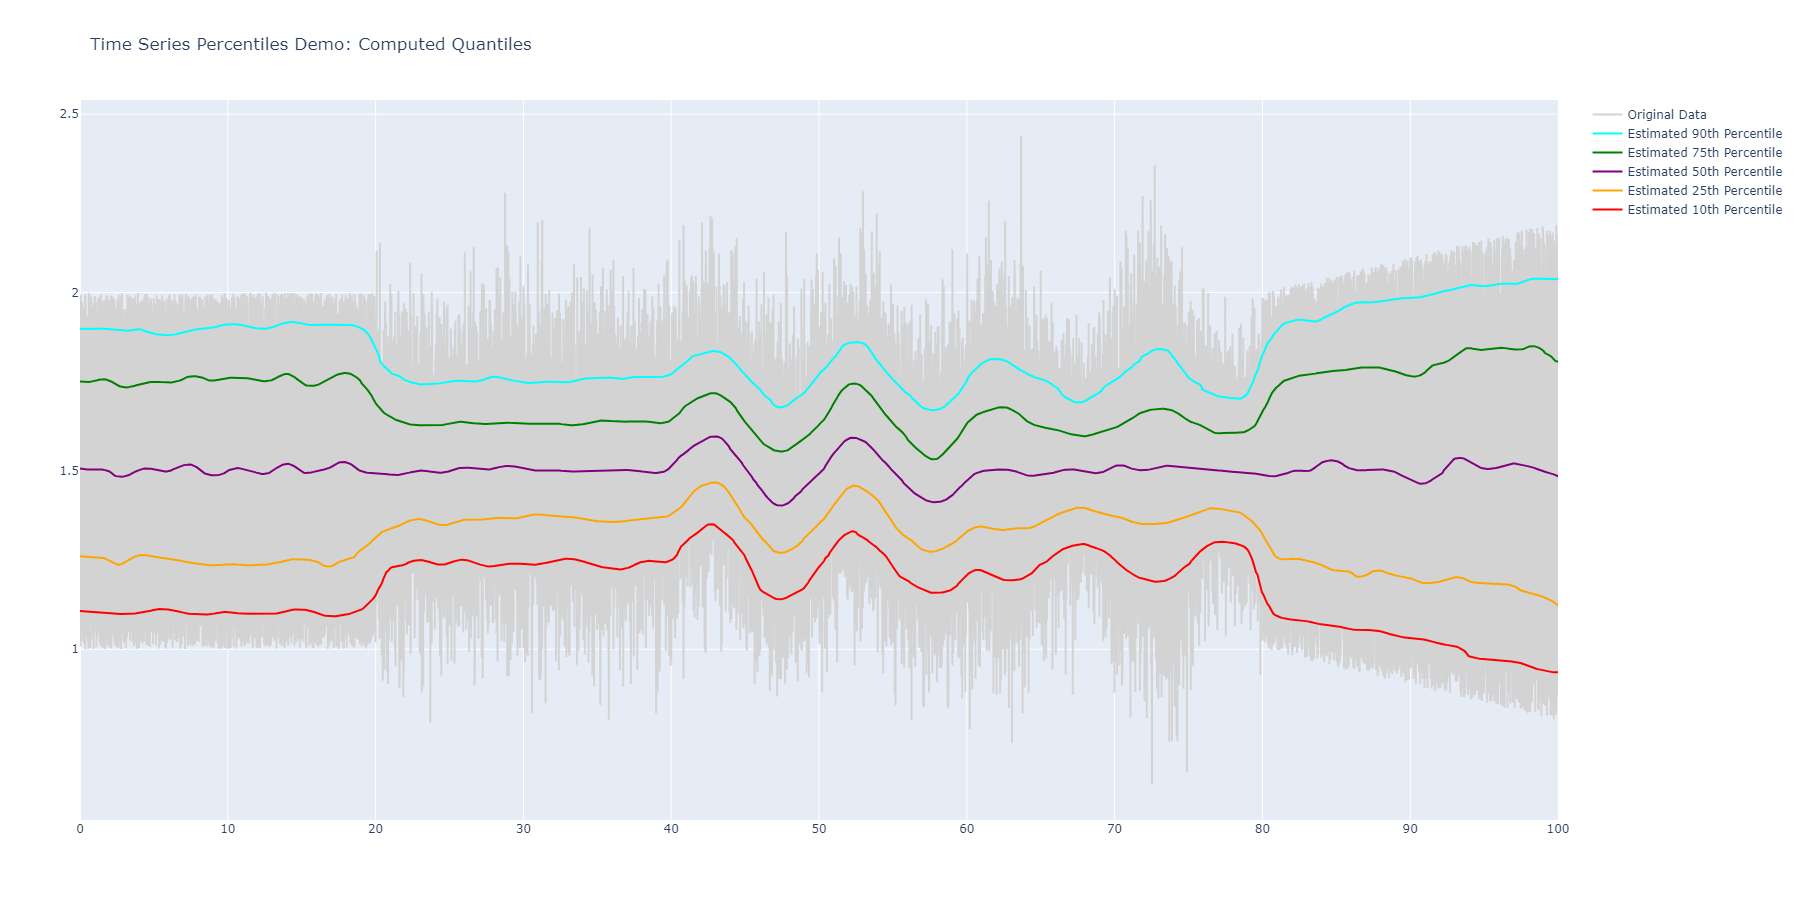 Time Series Percentiles Demo: Computed Quantiles
2.5
2
1.5
1
0 10 20 30 40 50 60 70 80 90 100
Original Data
Estimated 90th Percentile
Estimated 75th Percentile
Estimated 50th Percentile
Estimated 25th Percentile
Estimated 10th Percentile